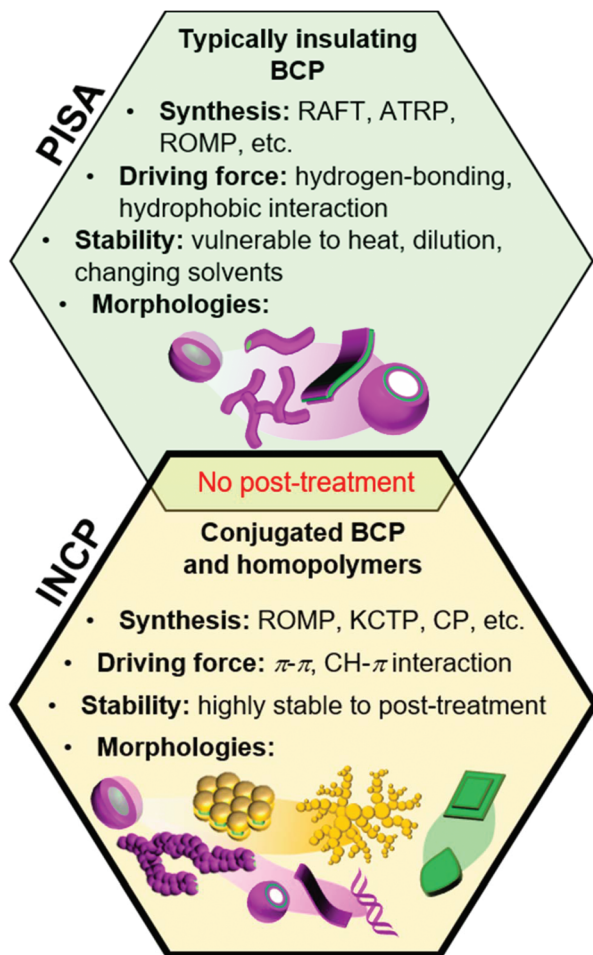 PISA
Typically insulating
BCP
• Synthesis: RAFT, ATRP,
ROMP, etc.
• Driving force: hydrogen-bonding,
hydrophobic interaction
• Stability: vulnerable to heat, dilution,
changing solvents
• Morphologies:
No post-treatment
INCP
Conjugated BCP
and homopolymers
• Synthesis: ROMP, KCTP, CP, etc.
• Driving force: π-π, CH-π interaction
• Stability: highly stable to post-treatment
• Morphologies: